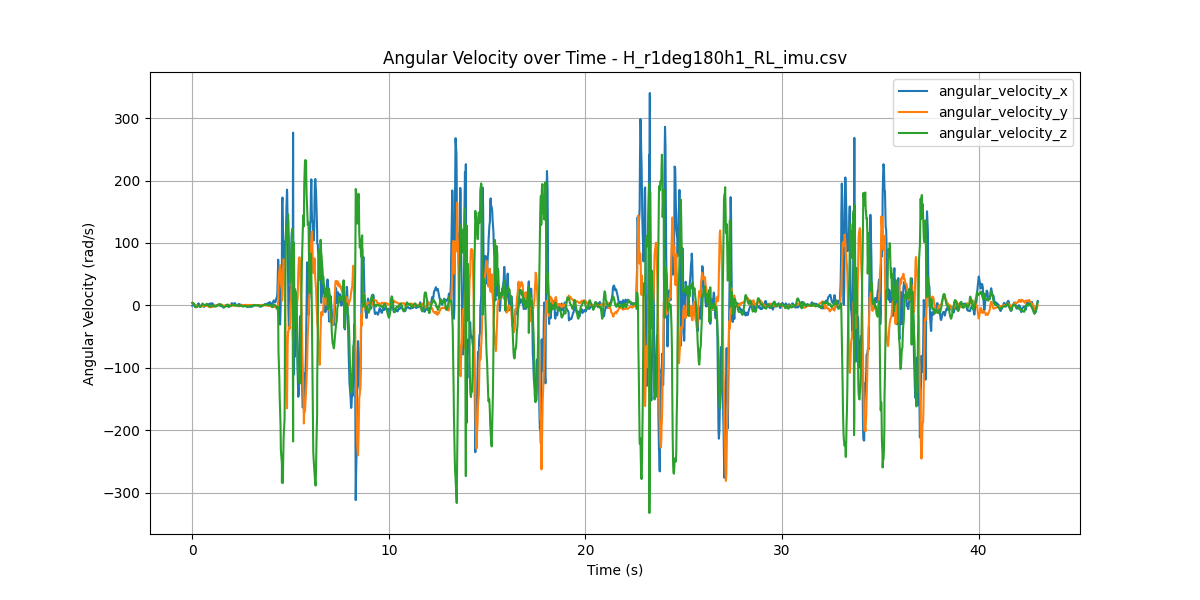 Angular Velocity over Time - H_r1deg180h1_RL_imu.csv
angular_velocity_x
angular_velocity_y
angular_velocity_z
Angular Velocity (rad/s)
300
200
100
0
−100
−200
−300
0 10 20 30 40
Time (s)